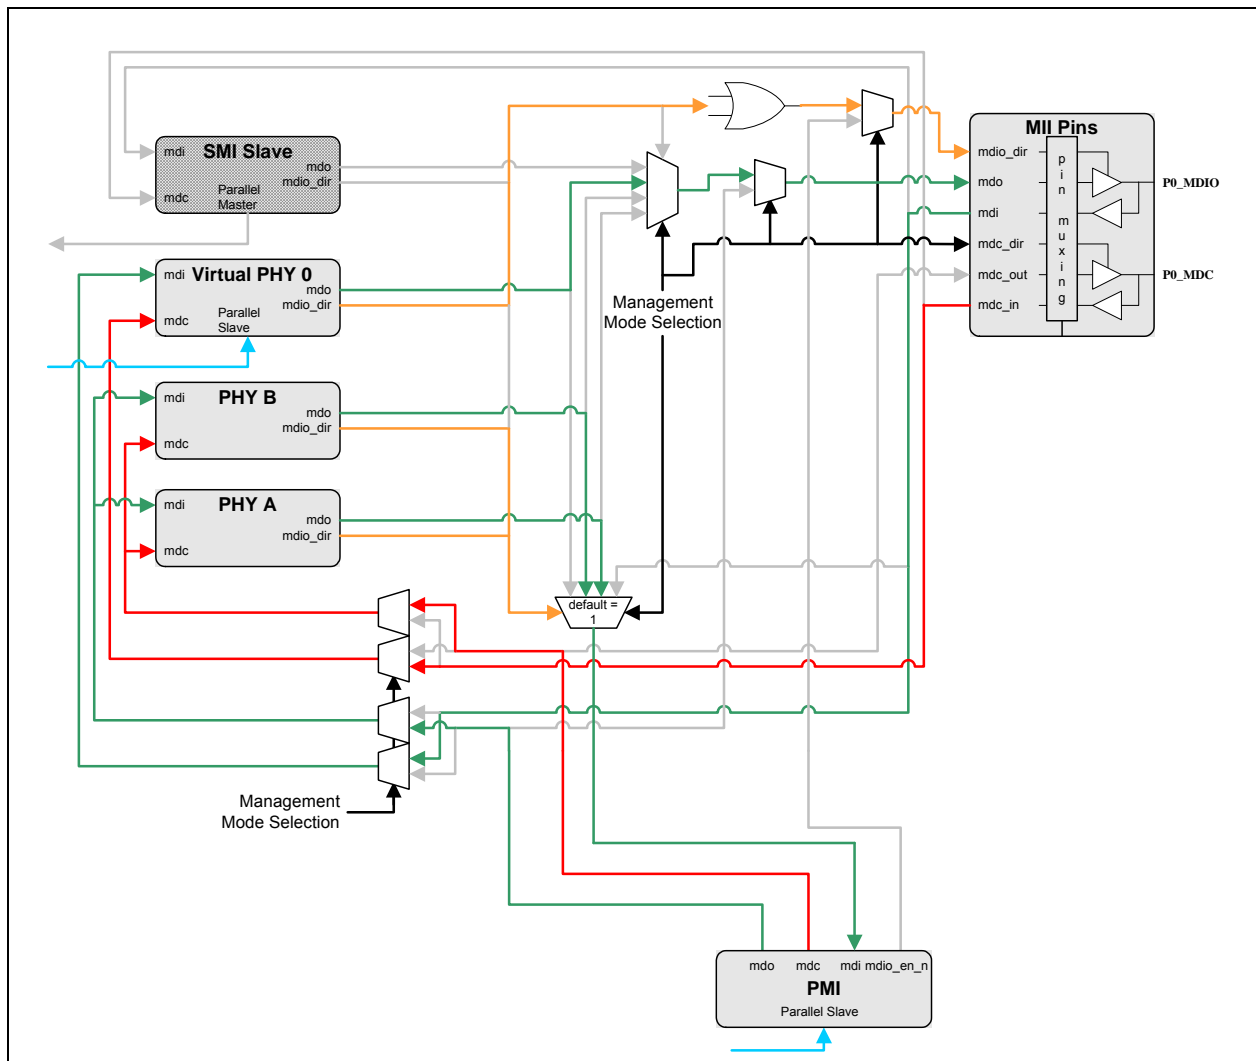 SMI Slave
mdi
mdo
mdio_dir
mdc
Parallel
Master
Virtual PHY 0
mdi
mdo
mdio_dir
mdc
Parallel
Slave
PHY B
mdi
mdo
mdio_dir
mdc
PHY A
mdi
mdo
mdio_dir
mdc
MII Pins
mdio_dir
mdo
mdi
mdc_dir
mdc_out
mdc_in
p
i
n
m
u
x
i
n
g
P0_MDIO
P0_MDC
Management
Mode Selection
default =
1
Management
Mode Selection
mdo
mdc
mdi
mdio_en_n
PMI
Parallel Slave